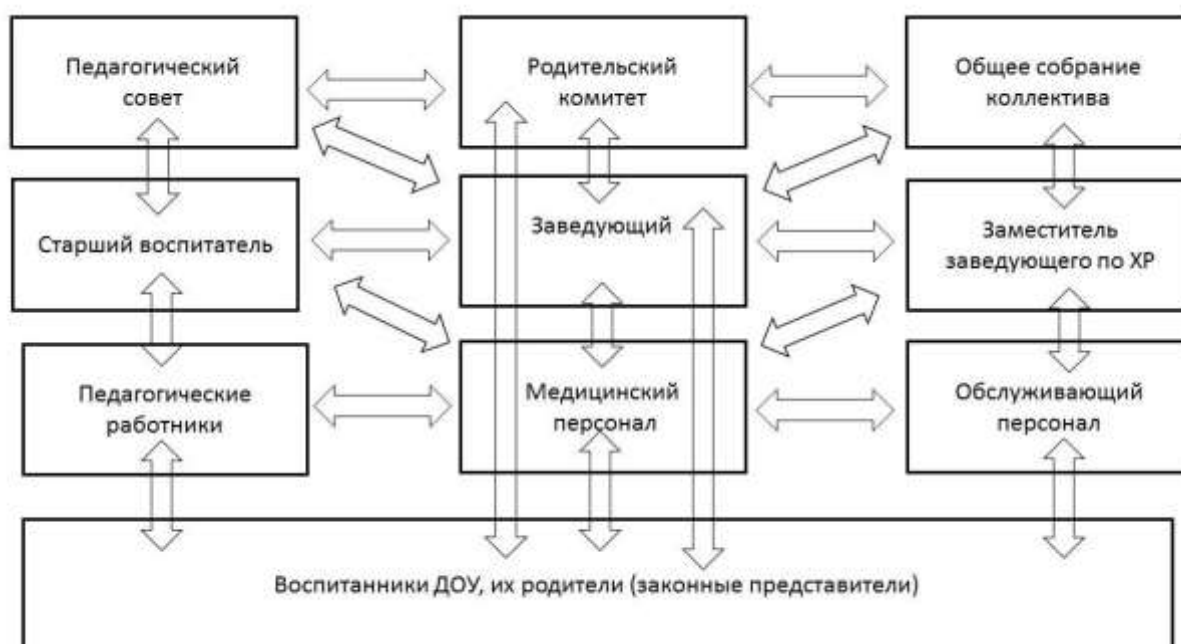 Педагогический
совет
Родительский
комитет
Общее собрание
коллектива
Старший воспитатель
Заведующий
Заместитель
заведующего по ХР
Педагогические
работники
Медицинский
персонал
Обслуживающий
персонал
Воспитанники ДОУ, их родители (законные представители)